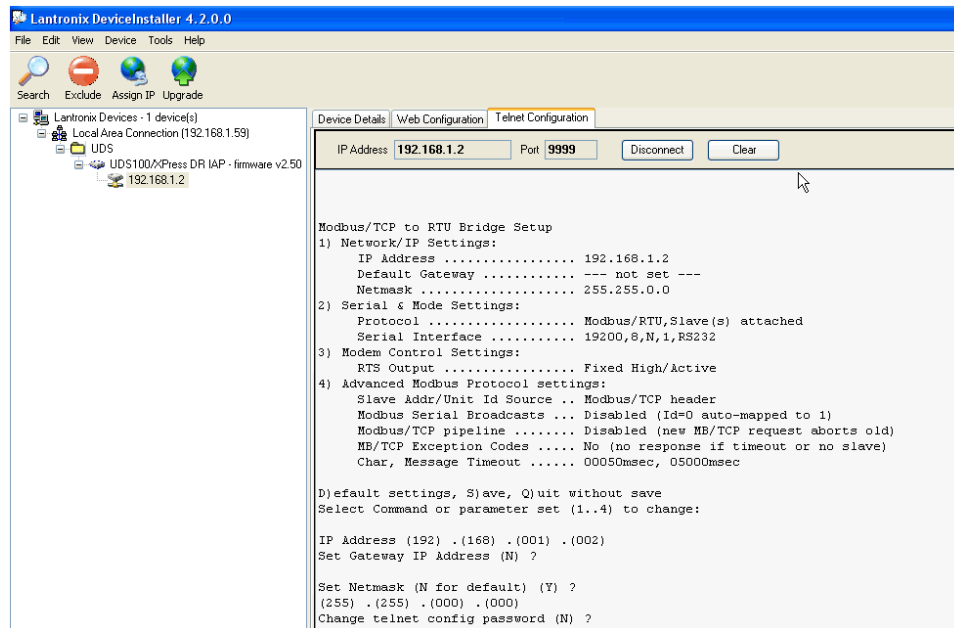 Lantronix DeviceInstaller 4.2.0.0
File Edit View Device Tools Help
Search Exclude Assign IP Upgrade
Lantronix Devices - 1 device(s)
Local Area Connection (192.168.1.59)
UDS
UDS100/XPress DR IAP - firmware v2.50
192.168.1.2
Device Details Web Configuration Telnet Configuration
IP Address 192.168.1.2 Port 9999 Disconnect Clear
Modbus/TCP to RTU Bridge Setup
1) Network/IP Settings:
IP Address ................. 192.168.1.2
Default Gateway ............ --- not set ---
Netmask .................... 255.255.0.0
2) Serial & Mode Settings:
Protocol ................... Modbus/RTU,Slave(s) attached
Serial Interface ........... 19200,8,N,1,RS232
3) Modem Control Settings:
RTS Output ................. Fixed High/Active
4) Advanced Modbus Protocol settings:
Slave Addr/Unit Id Source .. Modbus/TCP header
Modbus Serial Broadcasts ... Disabled (Id=0 auto-mapped to 1)
Modbus/TCP pipeline ........ Disabled (new MB/TCP request aborts old)
MB/TCP Exception Codes ..... No (no response if timeout or no slave)
Char, Message Timeout ...... 00050msec, 05000msec
D)efault settings, S)ave, Q)uit without save
Select Command or parameter set (1..4) to change:
IP Address (192) .(168) .(001) .(002)
Set Gateway IP Address (N) ?
Set Netmask (N for default) (Y) ?
(255) .(255) .(000) .(000)
Change telnet config password (N) ?